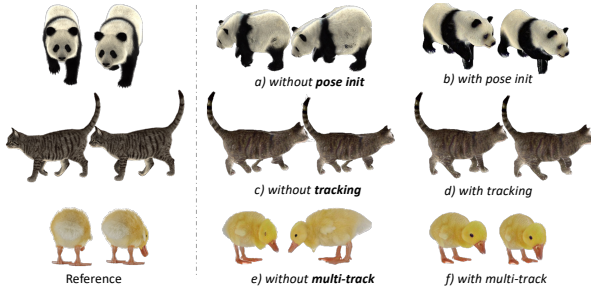 a) without pose init
b) with pose init
c) without tracking
d) with tracking
Reference
e) without multi-track
f) with multi-track